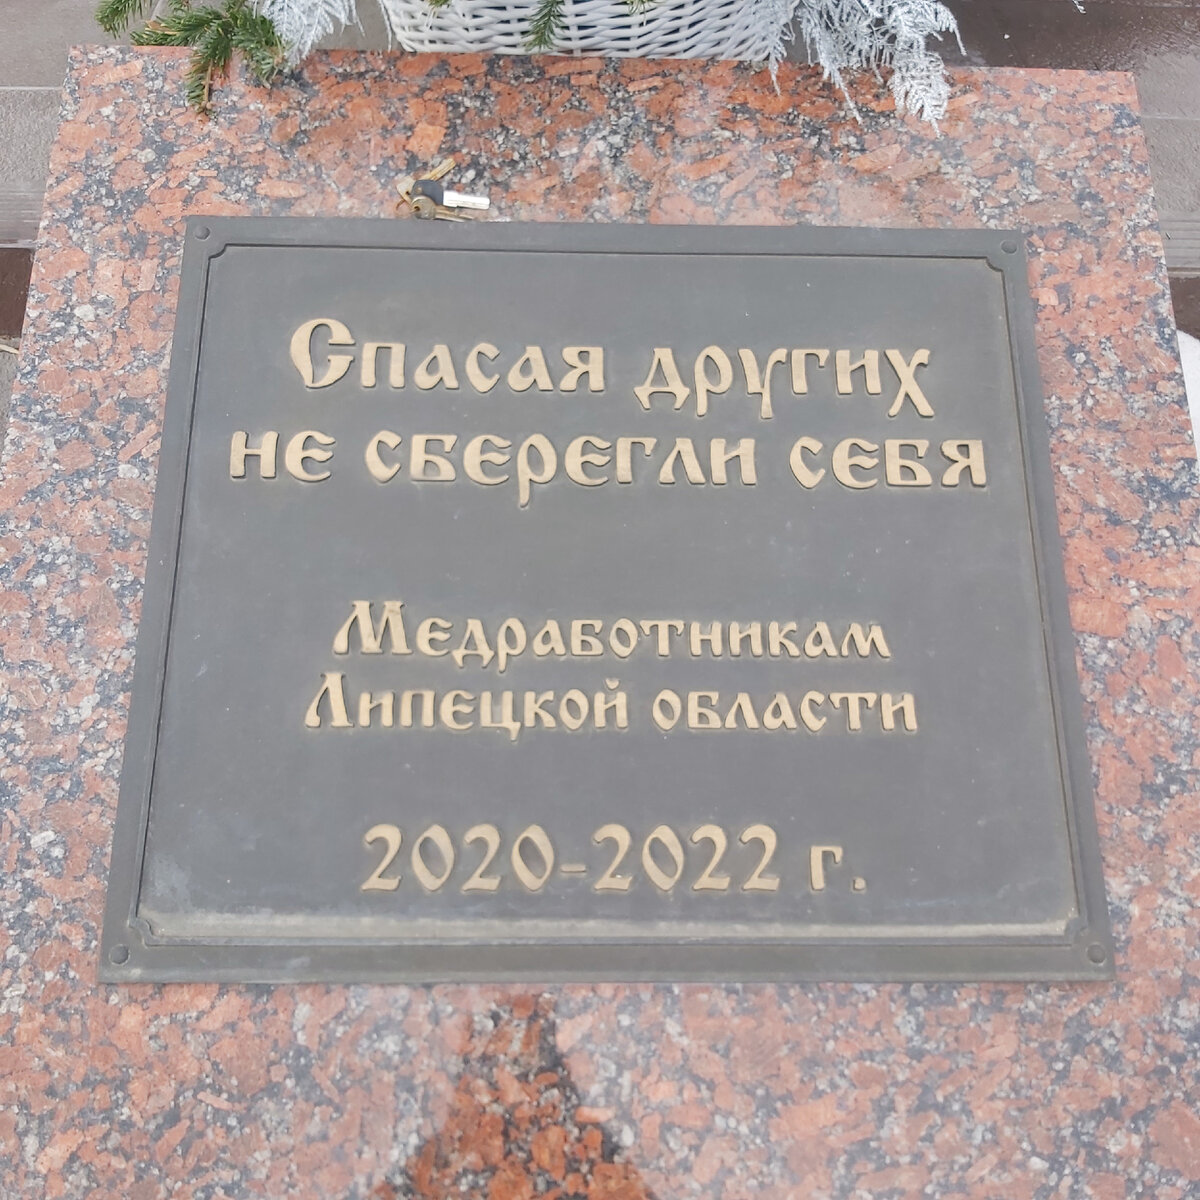 Спасая других
не сберегли себя
Медработникам
Липецкой области
2020-2022 г.